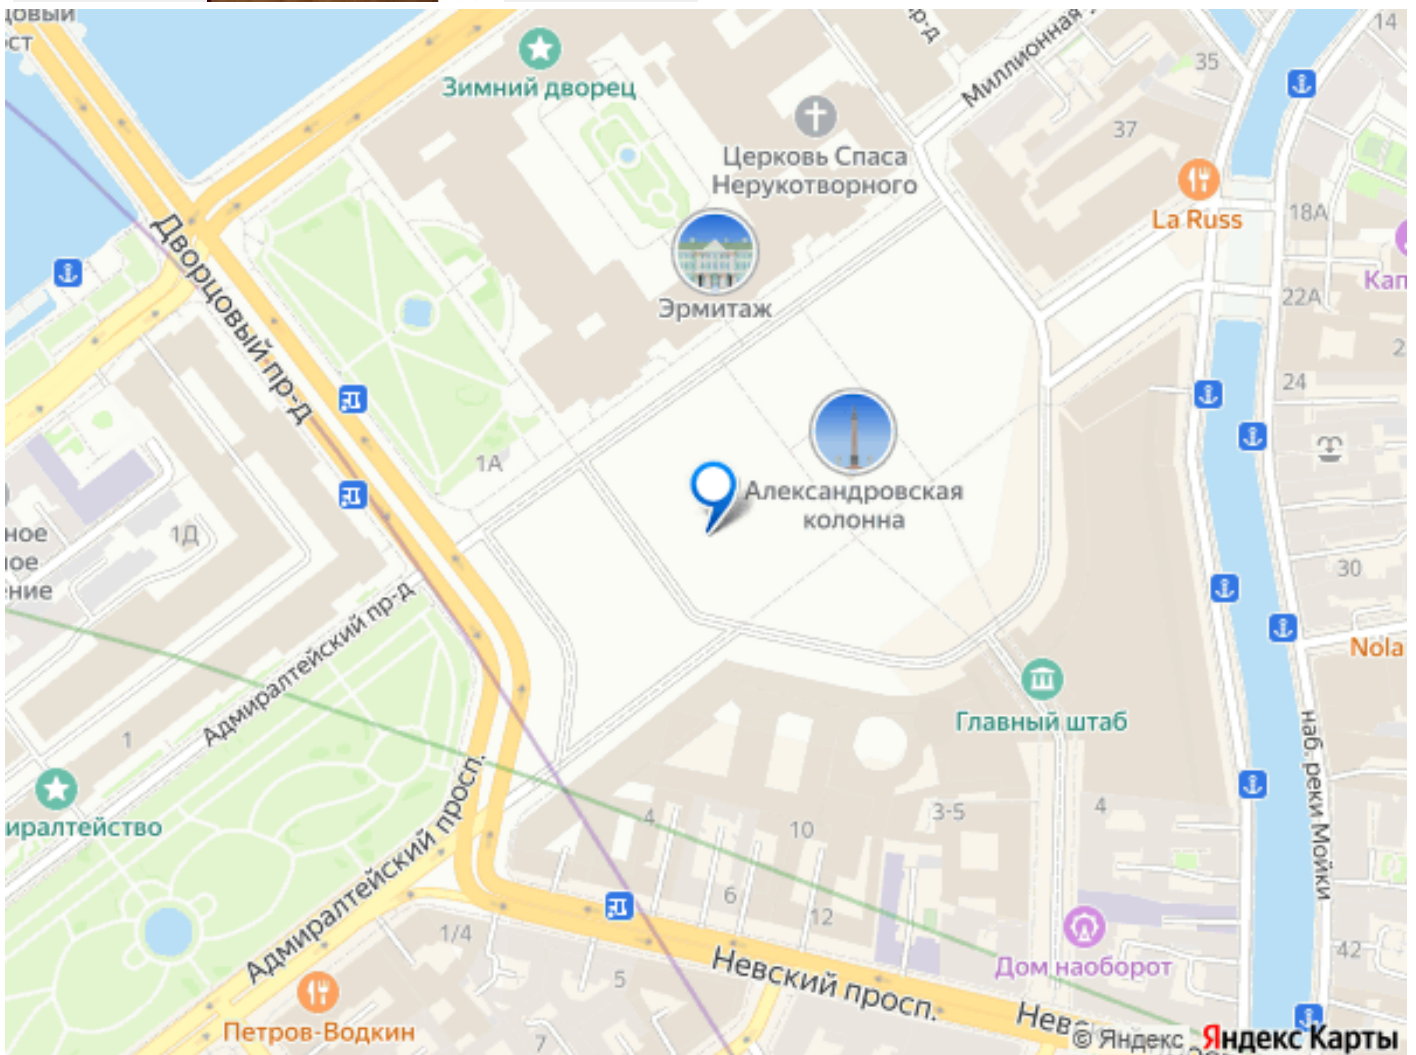 Зимний дворец
Миллионная
14
35
37
Церковь Спаса
Нерукотворного
La Russ
18А
Дворцовый пр-д
Эрмитаж
22А
24
1А
Александровская
колонна
1Д
30
Адмиралтейский пр-д
Nola
Главный штаб
1
наб. реки Мойки
4
10
3-5
4
Адмиралтейский просп.
6
12
1/4
42
Невский просп.
Дом наоборот
5
Петров-Водкин
7
© Яндекс Яндекс Карты